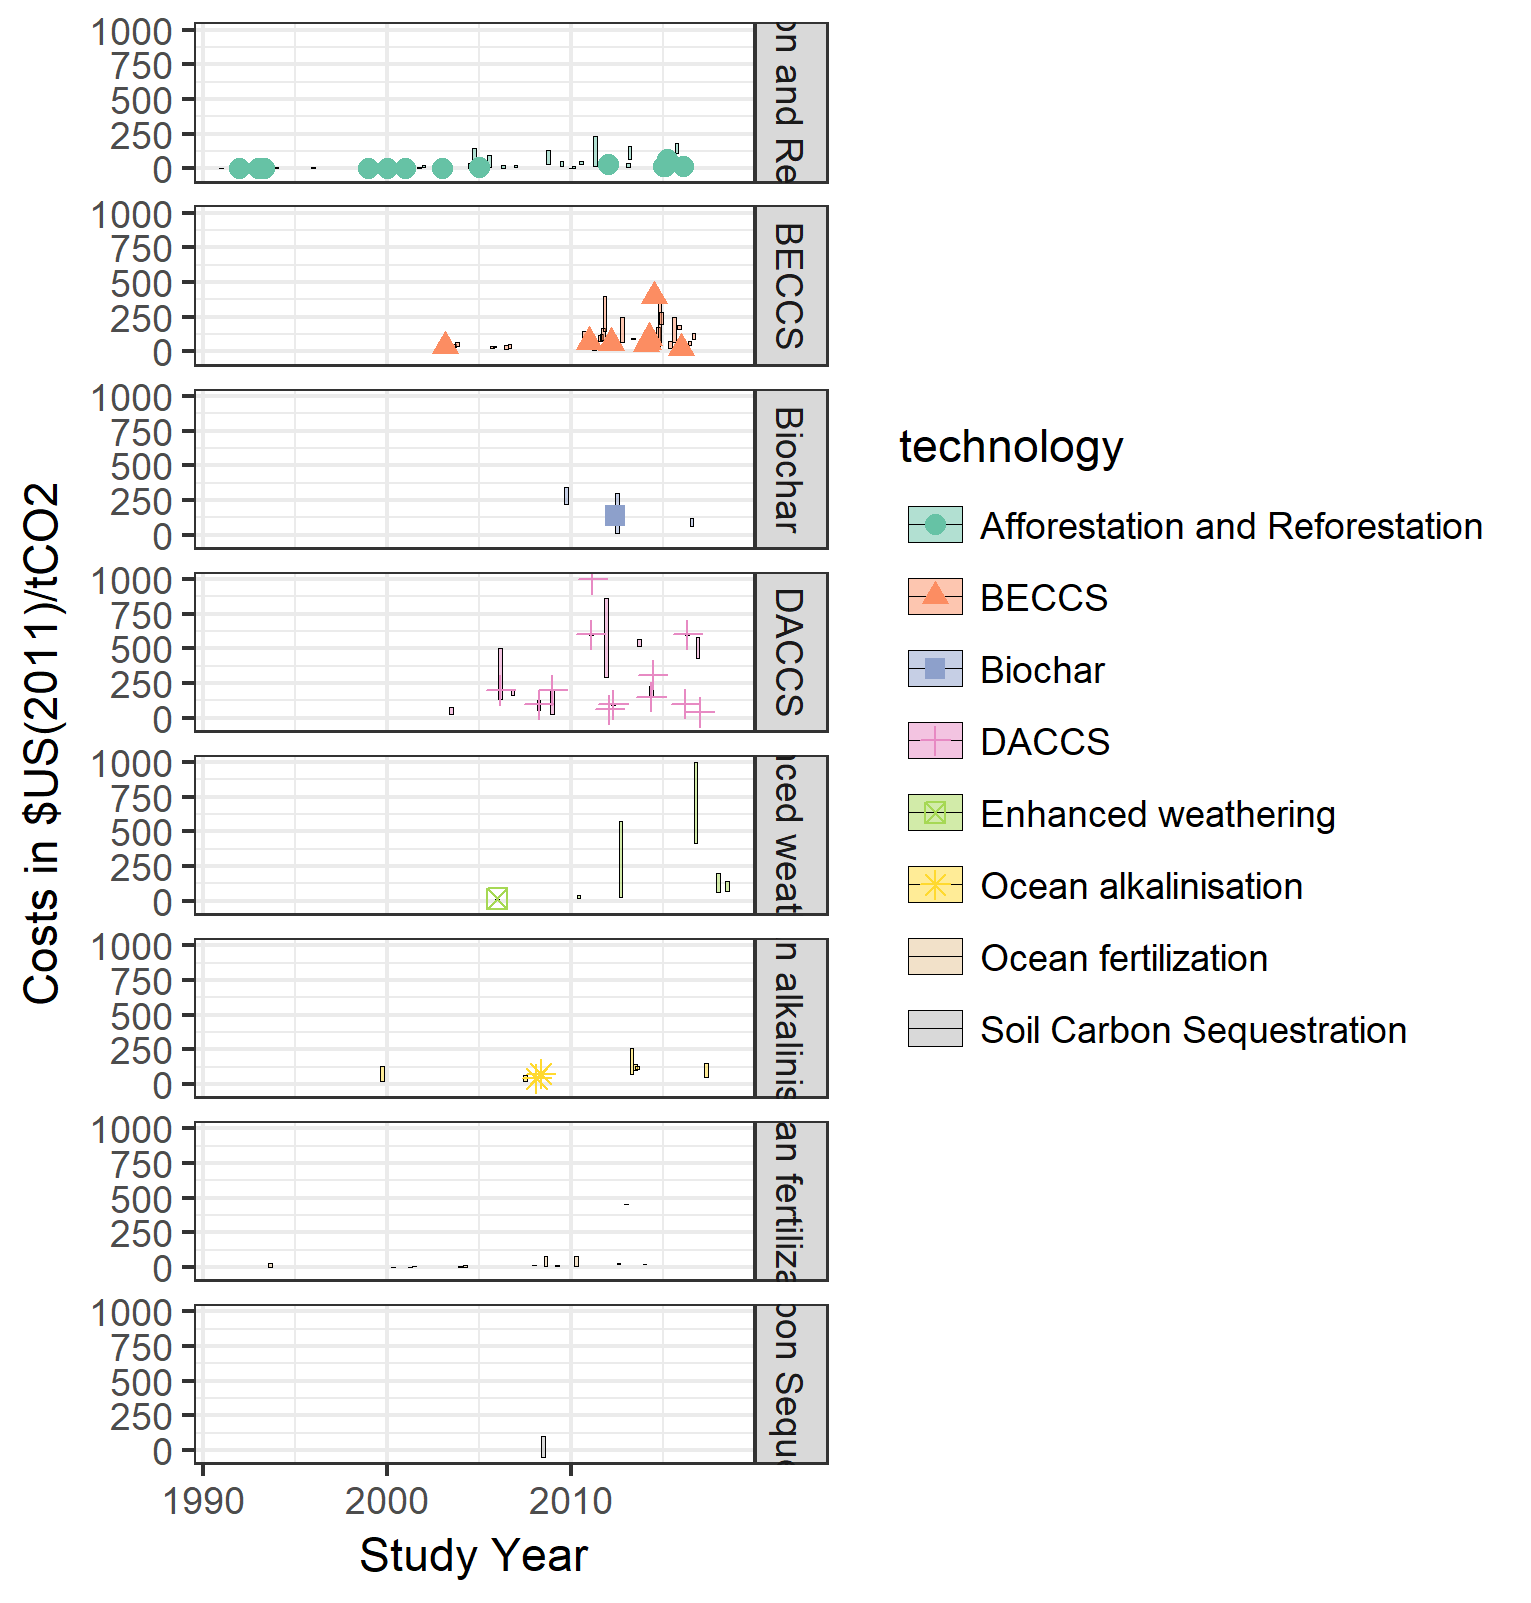 1000
750
500
250
0
on and Re
1000
750
500
250
0
BECCS
1000
750
500
250
0
Biochar
1000
750
500
250
0
DACCS
1000
750
500
250
0
nced weat
1000
750
500
250
0
n alkalinis
1000
750
500
250
0
an fertiliza
1000
750
500
250
0
bon Seque
1990
2000
2010
Study Year
Costs in $US(2011)/tCO2
technology
Afforestation and Reforestation
BECCS
Biochar
DACCS
Enhanced weathering
Ocean alkalinisation
Ocean fertilization
Soil Carbon Sequestration